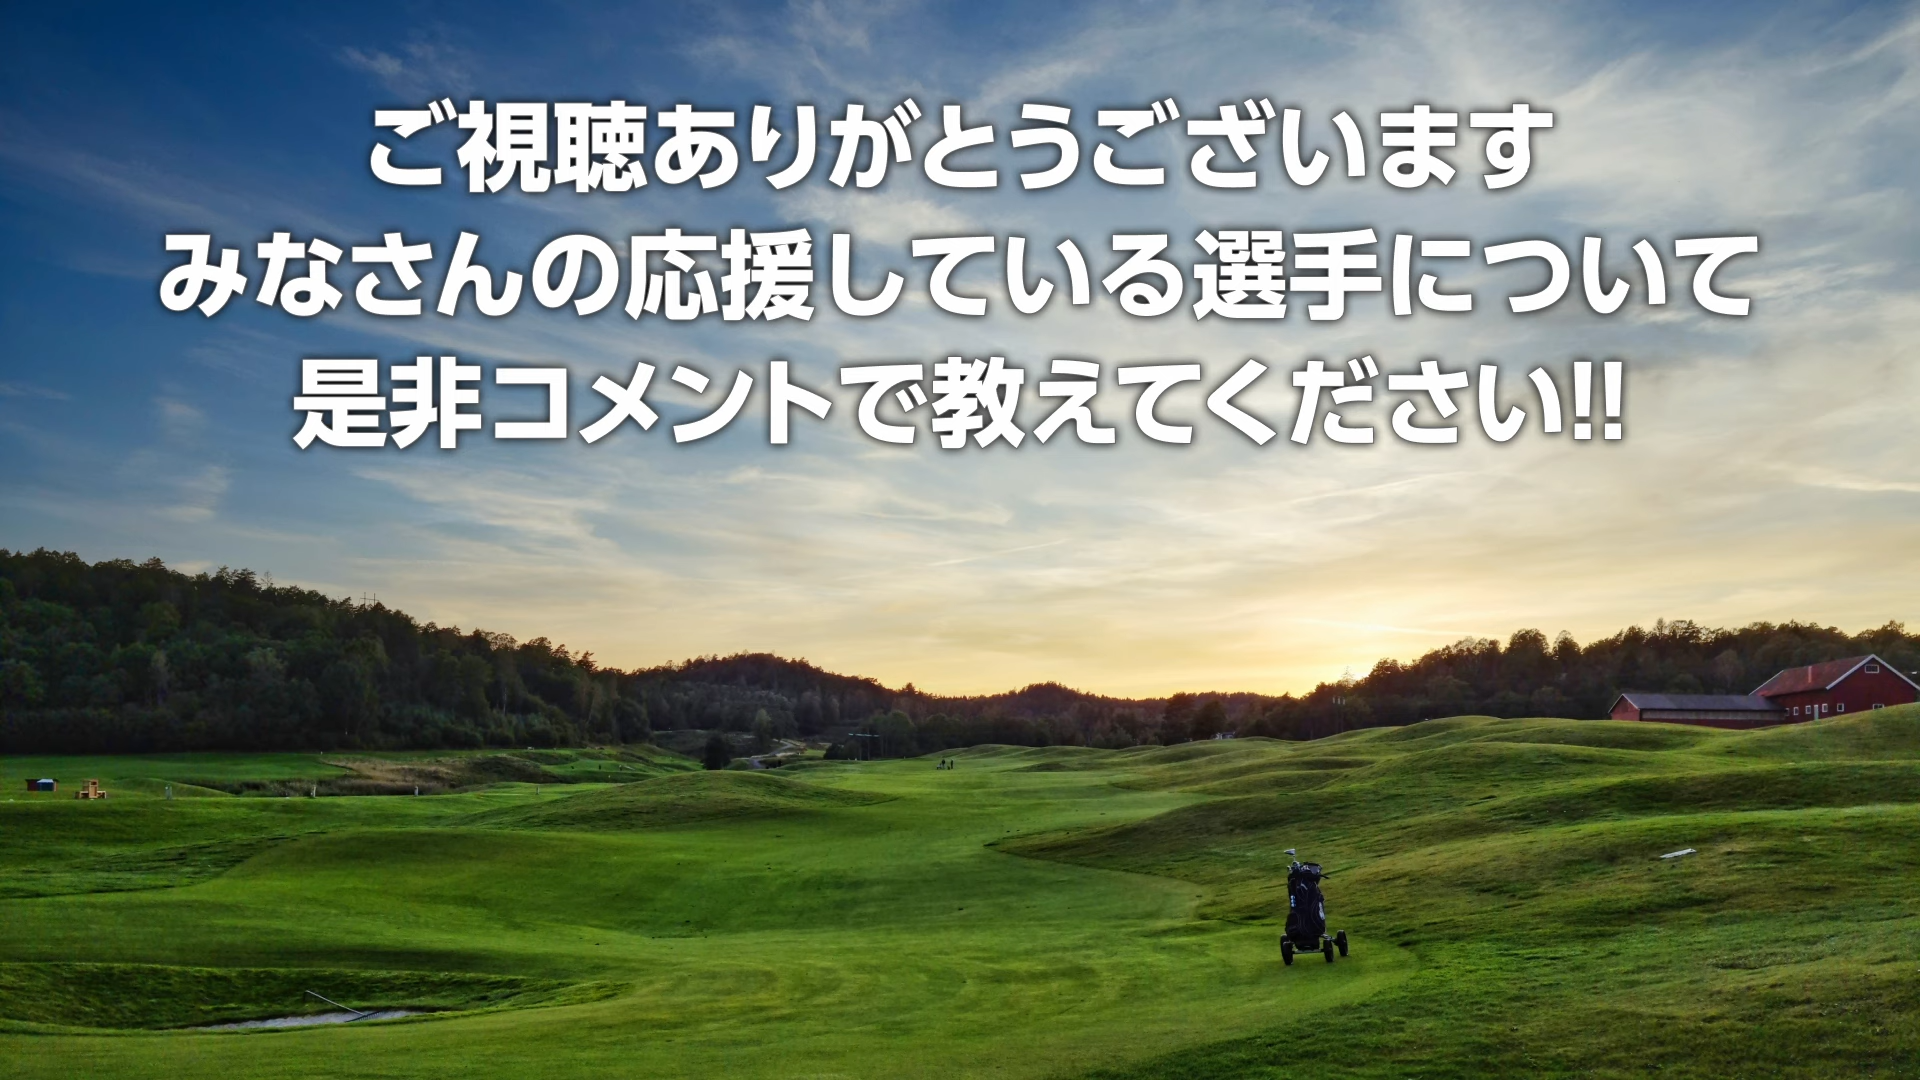 ご視聴ありがとうございます
みなさんの応援している選手について
是非コメントで教えてください!!